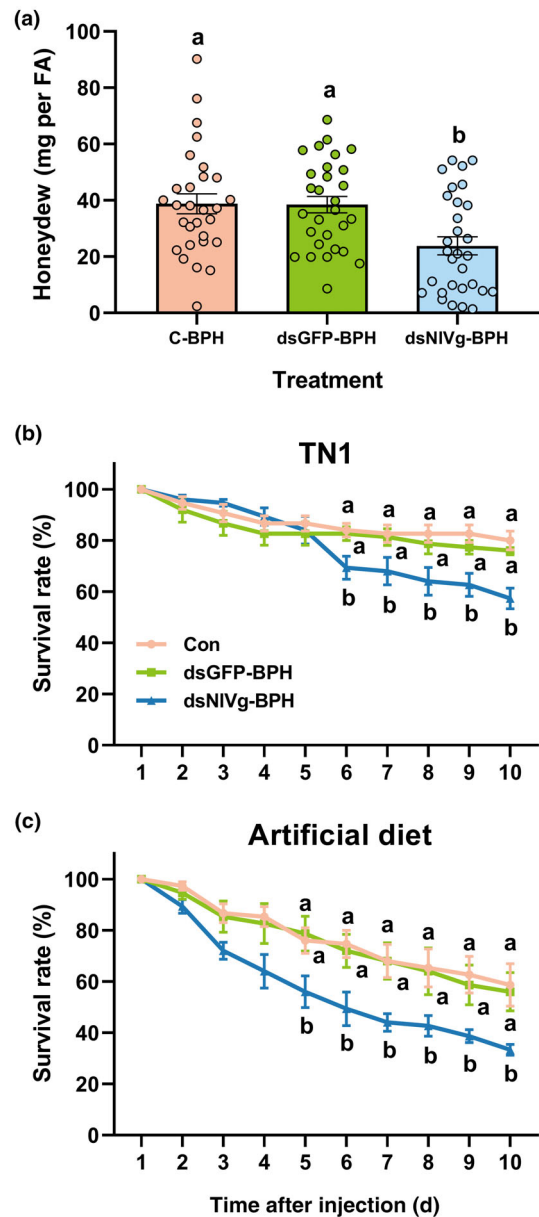 (a)
100
80
60
40
20
0
Honeydew (mg per FA)
a
a
b
C-BPH dsGFP-BPH dsNlVg-BPH
Treatment
(b)
TN1
100
80
60
40
20
0
Survival rate (%)
a a a a a
a a a a a
b b b b b
Con
dsGFP-BPH
dsNlVg-BPH
1 2 3 4 5 6 7 8 9 10
(c)
Artificial diet
100
80
60
40
20
0
Survival rate (%)
a a a a a a
a a a a a a
b b b b b b
1 2 3 4 5 6 7 8 9 10
Time after injection (d)